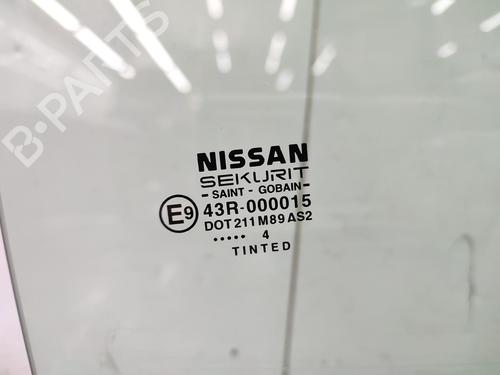 B-PARTS
NISSAN
SEKURIT
- SAINT - GOBAIN -
E9 43R-000015
DOT 211 M89 AS2
..... 4
TINTED